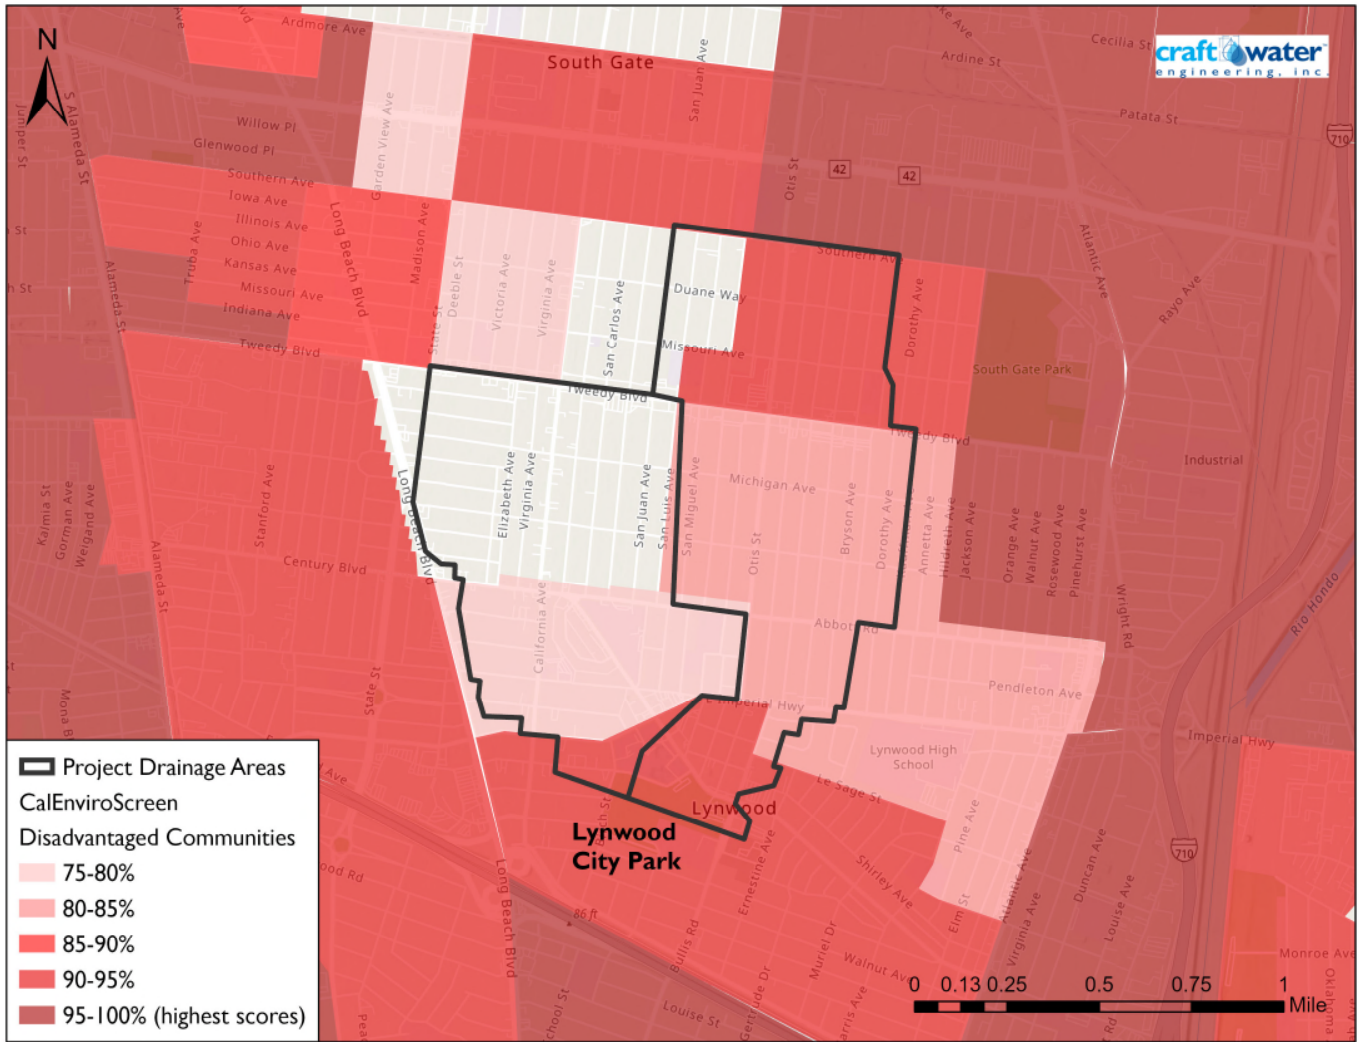 N
craft water
engineering, inc.
Ardmore Ave
South Gate
San Juan Ave
Cecilia St
Ardine St
Patata St
710
Juniper St
S Alameda St
Willow Pl
Glenwood Pl
Garden View Ave
Otis St
42
42
Southern Ave
Iowa Ave
Illinois Ave
Ohio Ave
Kansas Ave
Missouri Ave
Indiana Ave
Tweedy Blvd
Truba Ave
Long Beach Blvd
Madison Ave
State St
Deeble St
Victoria Ave
Virginia Ave
San Carlos Ave
Duane Way
Missouri Ave
Southern Ave
Dorothy Ave
Atlantic Ave
Rayo Ave
South Gate Park
Alameda St
Tweedy Blvd
Tweedy Blvd
Industrial
Kalmia St
Gorman Ave
Weigand Ave
Stanford Ave
Century Blvd
Alameda St
Long Beach Blvd
Elizabeth Ave
Virginia Ave
San Juan Ave
San Luis Ave
San Miguel Ave
Michigan Ave
Otis St
Bryson Ave
Dorothy Ave
Annetta Ave
Hildreth Ave
Jackson Ave
Orange Ave
Walnut Ave
Rosewood Ave
Pinehurst Ave
Wright Rd
Rio Hondo
California Ave
Abbott Rd
State St
Pendleton Ave
E Imperial Hwy
Imperial Hwy
Lynwood High
School
Le Sage St
Lynwood
Lynwood
City Park
Pine Ave
Shirley Ave
Ernestine Ave
Elm St
Atlantic Ave
Virginia Ave
Duncan Ave
Louise Ave
710
Long Beach Blvd
86 ft
Bullis Rd
Muriel Dr
Walnut Ave
Gertrude Dr
Louise St
Monroe Ave
Project Drainage Areas
CalEnviroScreen
Disadvantaged Communities
75-80%
80-85%
85-90%
90-95%
95-100% (highest scores)
0 0.13 0.25 0.5 0.75 1
Mile